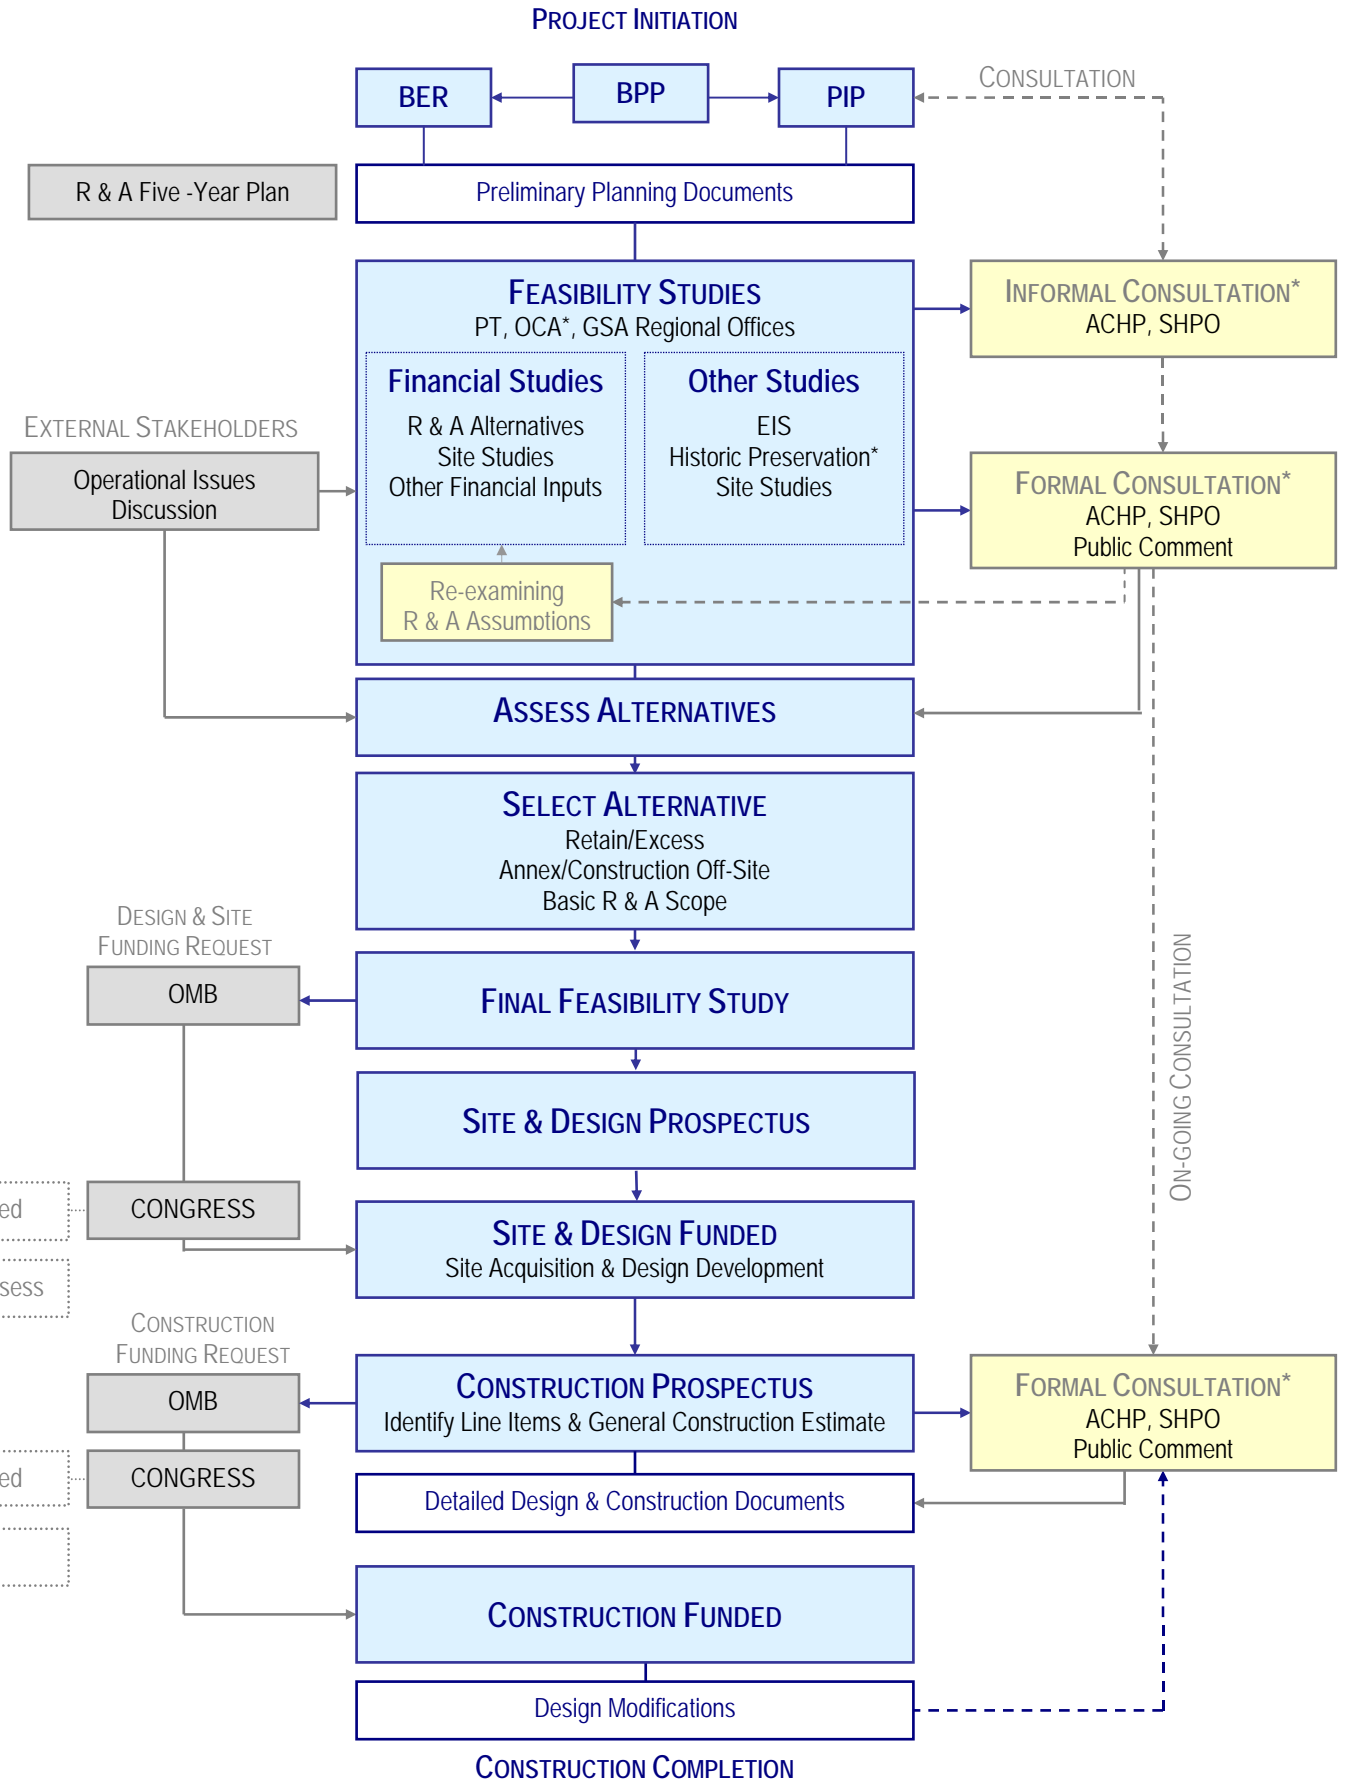 PROJECT INITIATION
BER
BPP
PIP
CONSULTATION
R & A Five -Year Plan
Preliminary Planning Documents
FEASIBILITY STUDIES
PT, OCA*, GSA Regional Offices
INFORMAL CONSULTATION*
ACHP, SHPO
Financial Studies
R & A Alternatives
Site Studies
Other Financial Inputs
Other Studies
EIS
Historic Preservation*
Site Studies
EXTERNAL STAKEHOLDERS
Operational Issues
Discussion
FORMAL CONSULTATION*
ACHP, SHPO
Public Comment
Re-examining
R & A Assumptions
ASSESS ALTERNATIVES
SELECT ALTERNATIVE
Retain/Excess
Annex/Construction Off-Site
Basic R & A Scope
DESIGN & SITE
FUNDING REQUEST
OMB
FINAL FEASIBILITY STUDY
ON-GOING CONSULTATION
SITE & DESIGN PROSPECTUS
ed
CONGRESS
SITE & DESIGN FUNDED
Site Acquisition & Design Development
sess
CONSTRUCTION
FUNDING REQUEST
OMB
CONSTRUCTION PROSPECTUS
Identify Line Items & General Construction Estimate
FORMAL CONSULTATION*
ACHP, SHPO
Public Comment
ed
CONGRESS
Detailed Design & Construction Documents
CONSTRUCTION FUNDED
Design Modifications
CONSTRUCTION COMPLETION